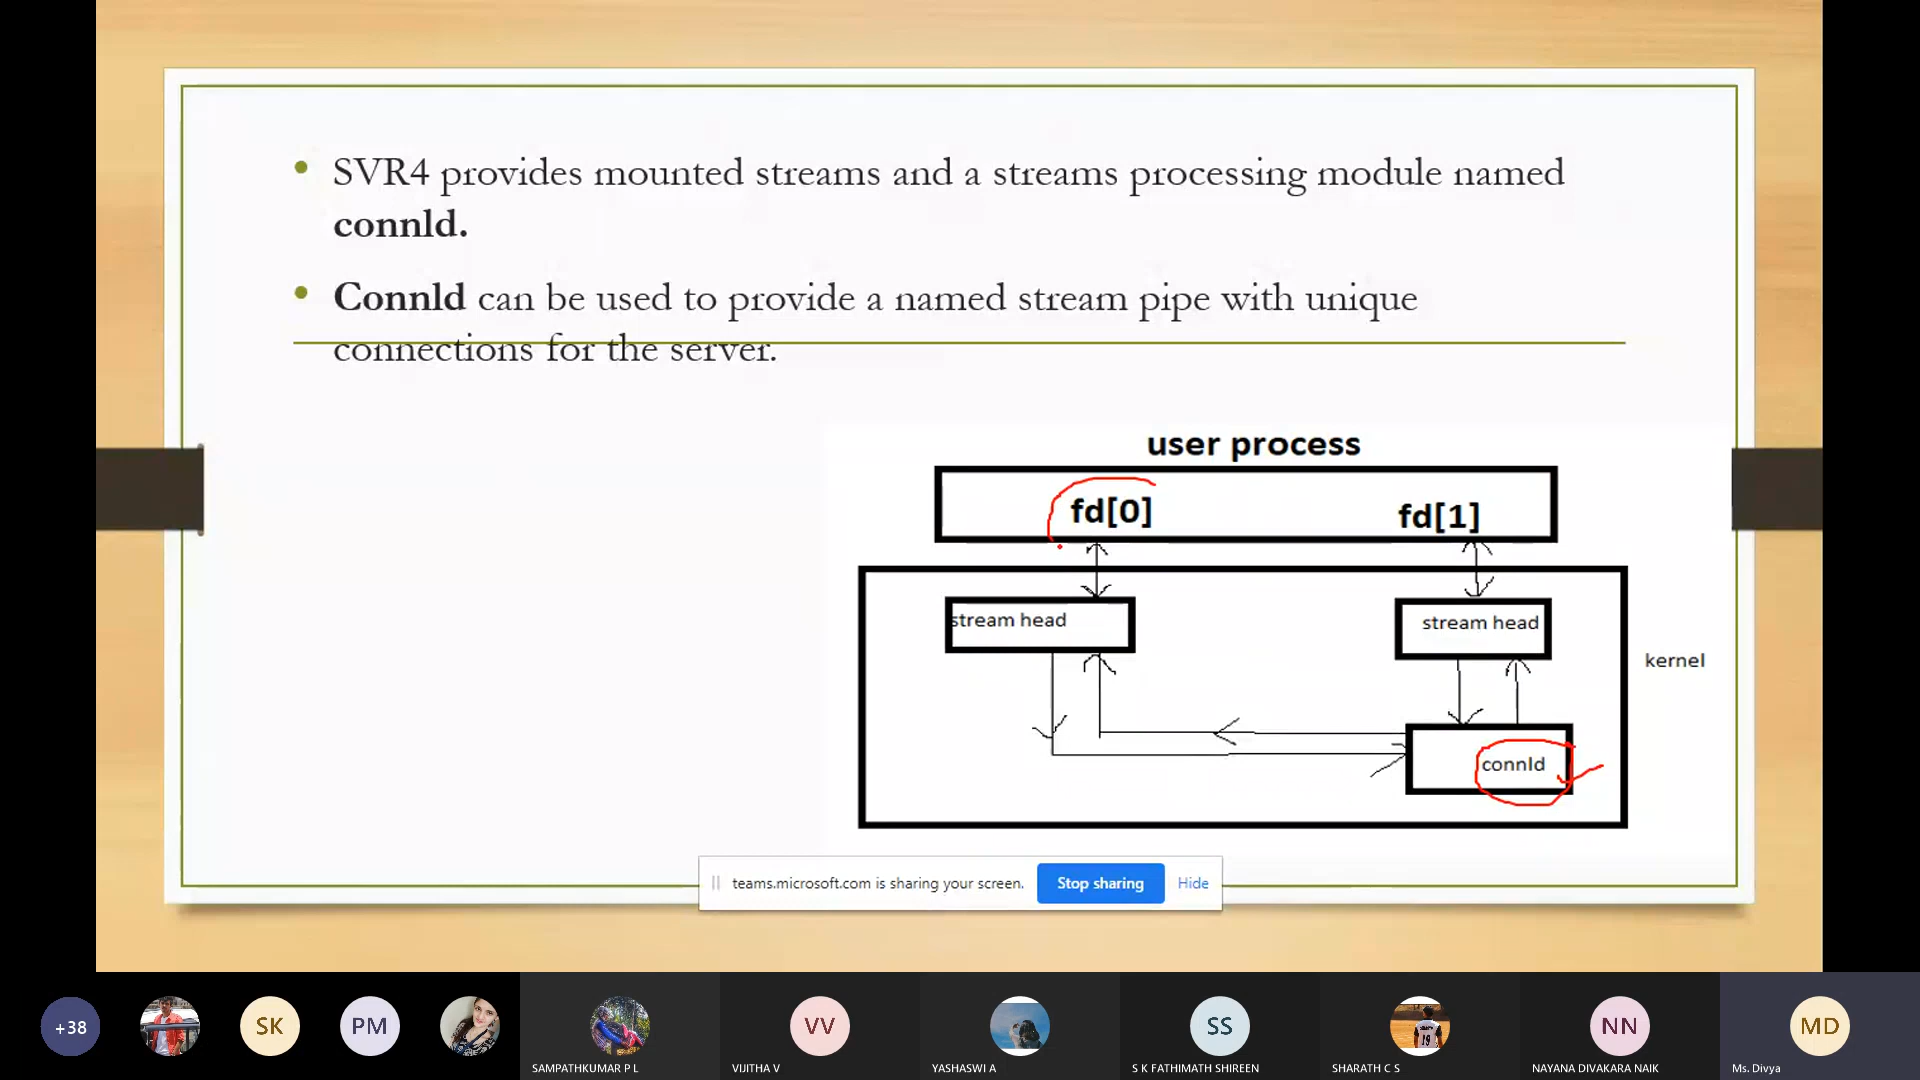 SVR4 provides mounted streams and a streams processing module named
connld.
Connld can be used to provide a named stream pipe with unique
connections for the server.
user process
fd[0]
fd[1]
stream head
stream head
kernel
connld
teams.microsoft.com is sharing your screen.
Stop sharing
Hide
+38
SK
PM
VV
SS
NN
MD
SAMPATHKUMAR P L
VIJITHA V
YASHASWI A
S K FATHIMATH SHIREEN
SHARATH C S
NAYANA DIVAKARA NAIK
Ms. Divya